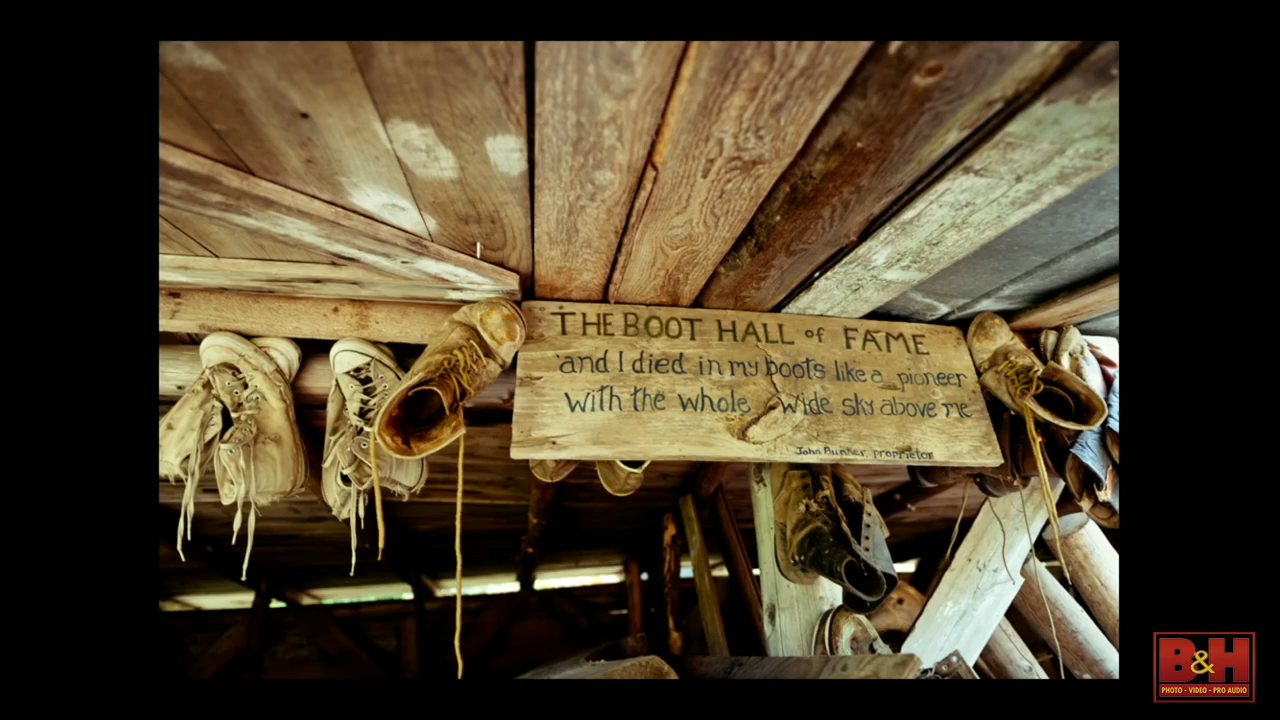 THE BOOT HALL of FAME
and I died in my boots like a pioneer
with the whole wide sky above me
John Bunker, proprietor
B&H
PHOTO - VIDEO - PRO AUDIO